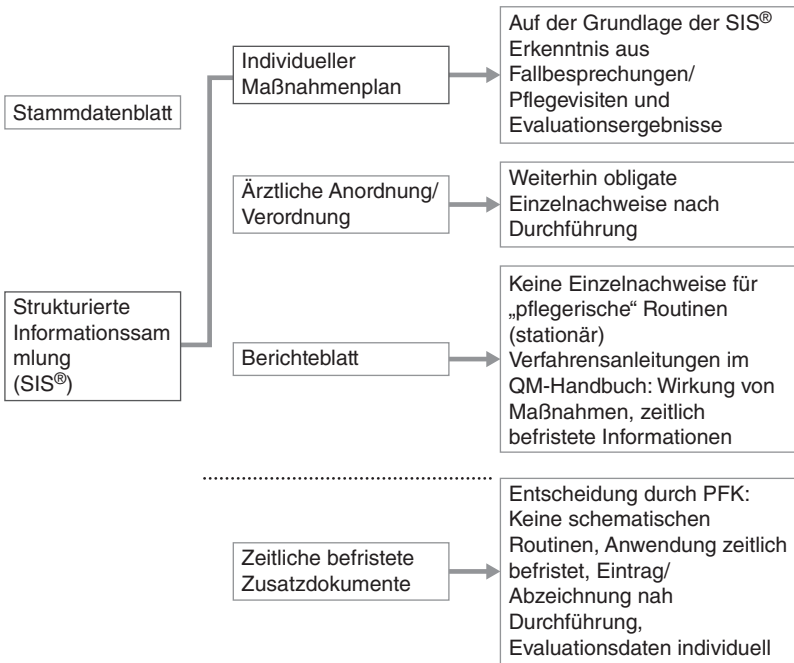 Stammdatenblatt
Strukturierte
Informationssam
mlung
(SIS®)
Individueller
Maßnahmenplan
Auf der Grundlage der SIS®
Erkenntnis aus
Fallbesprechungen/
Pflegevisiten und
Evaluationsergebnisse
Ärztliche Anordnung/
Verordnung
Weiterhin obligate
Einzelnachweise nach
Durchführung
Berichteblatt
Keine Einzelnachweise für
„pflegerische“ Routinen
(stationär)
Verfahrensanleitungen im
QM-Handbuch: Wirkung von
Maßnahmen, zeitlich
befristete Informationen
Zeitliche befristete
Zusatzdokumente
Entscheidung durch PFK:
Keine schematischen
Routinen, Anwendung zeitlich
befristet, Eintrag/
Abzeichnung nah
Durchführung,
Evaluationsdaten individuell